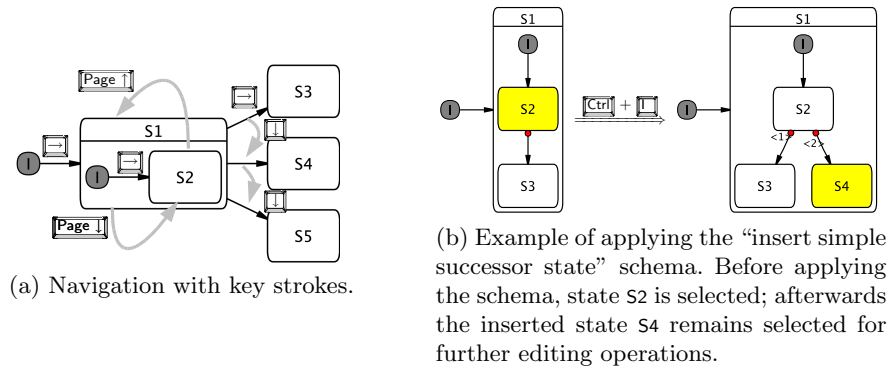 Page ↑
→
S3
↓
→
S1
→
S4
I
I
S2
↓
Page ↓
S5
(a) Navigation with key strokes.
S1
S1
I
I
I
S2
Ctrl + I
I
S2
<1>
<2>
S3
S3
S4
(b) Example of applying the “insert simple
successor state” schema. Before applying
the schema, state S2 is selected; afterwards
the inserted state S4 remains selected for
further editing operations.